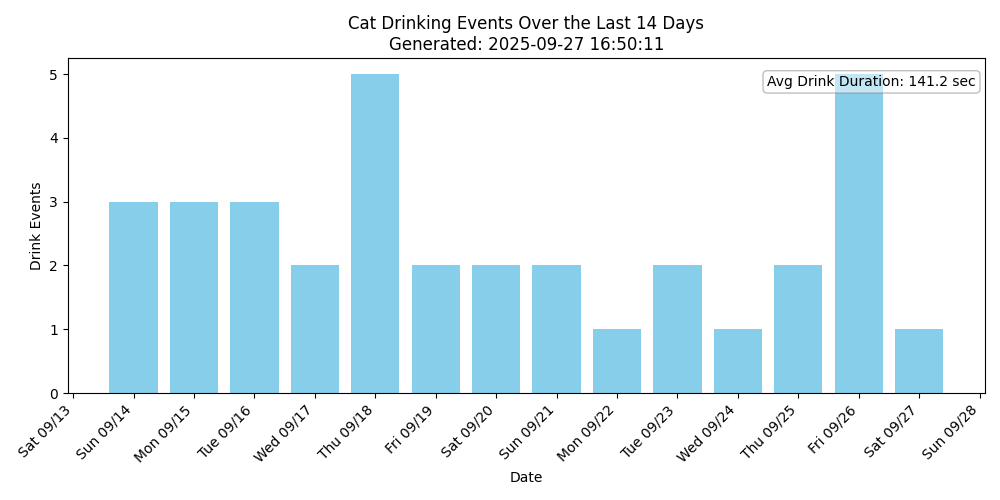 Cat Drinking Events Over the Last 14 Days
Generated: 2025-09-27 16:50:11
Avg Drink Duration: 141.2 sec
Drink Events
5
4
3
2
1
0
Sat 09/13
Sun 09/14
Mon 09/15
Tue 09/16
Wed 09/17
Thu 09/18
Fri 09/19
Sat 09/20
Sun 09/21
Mon 09/22
Tue 09/23
Wed 09/24
Thu 09/25
Fri 09/26
Sat 09/27
Sun 09/28
Date